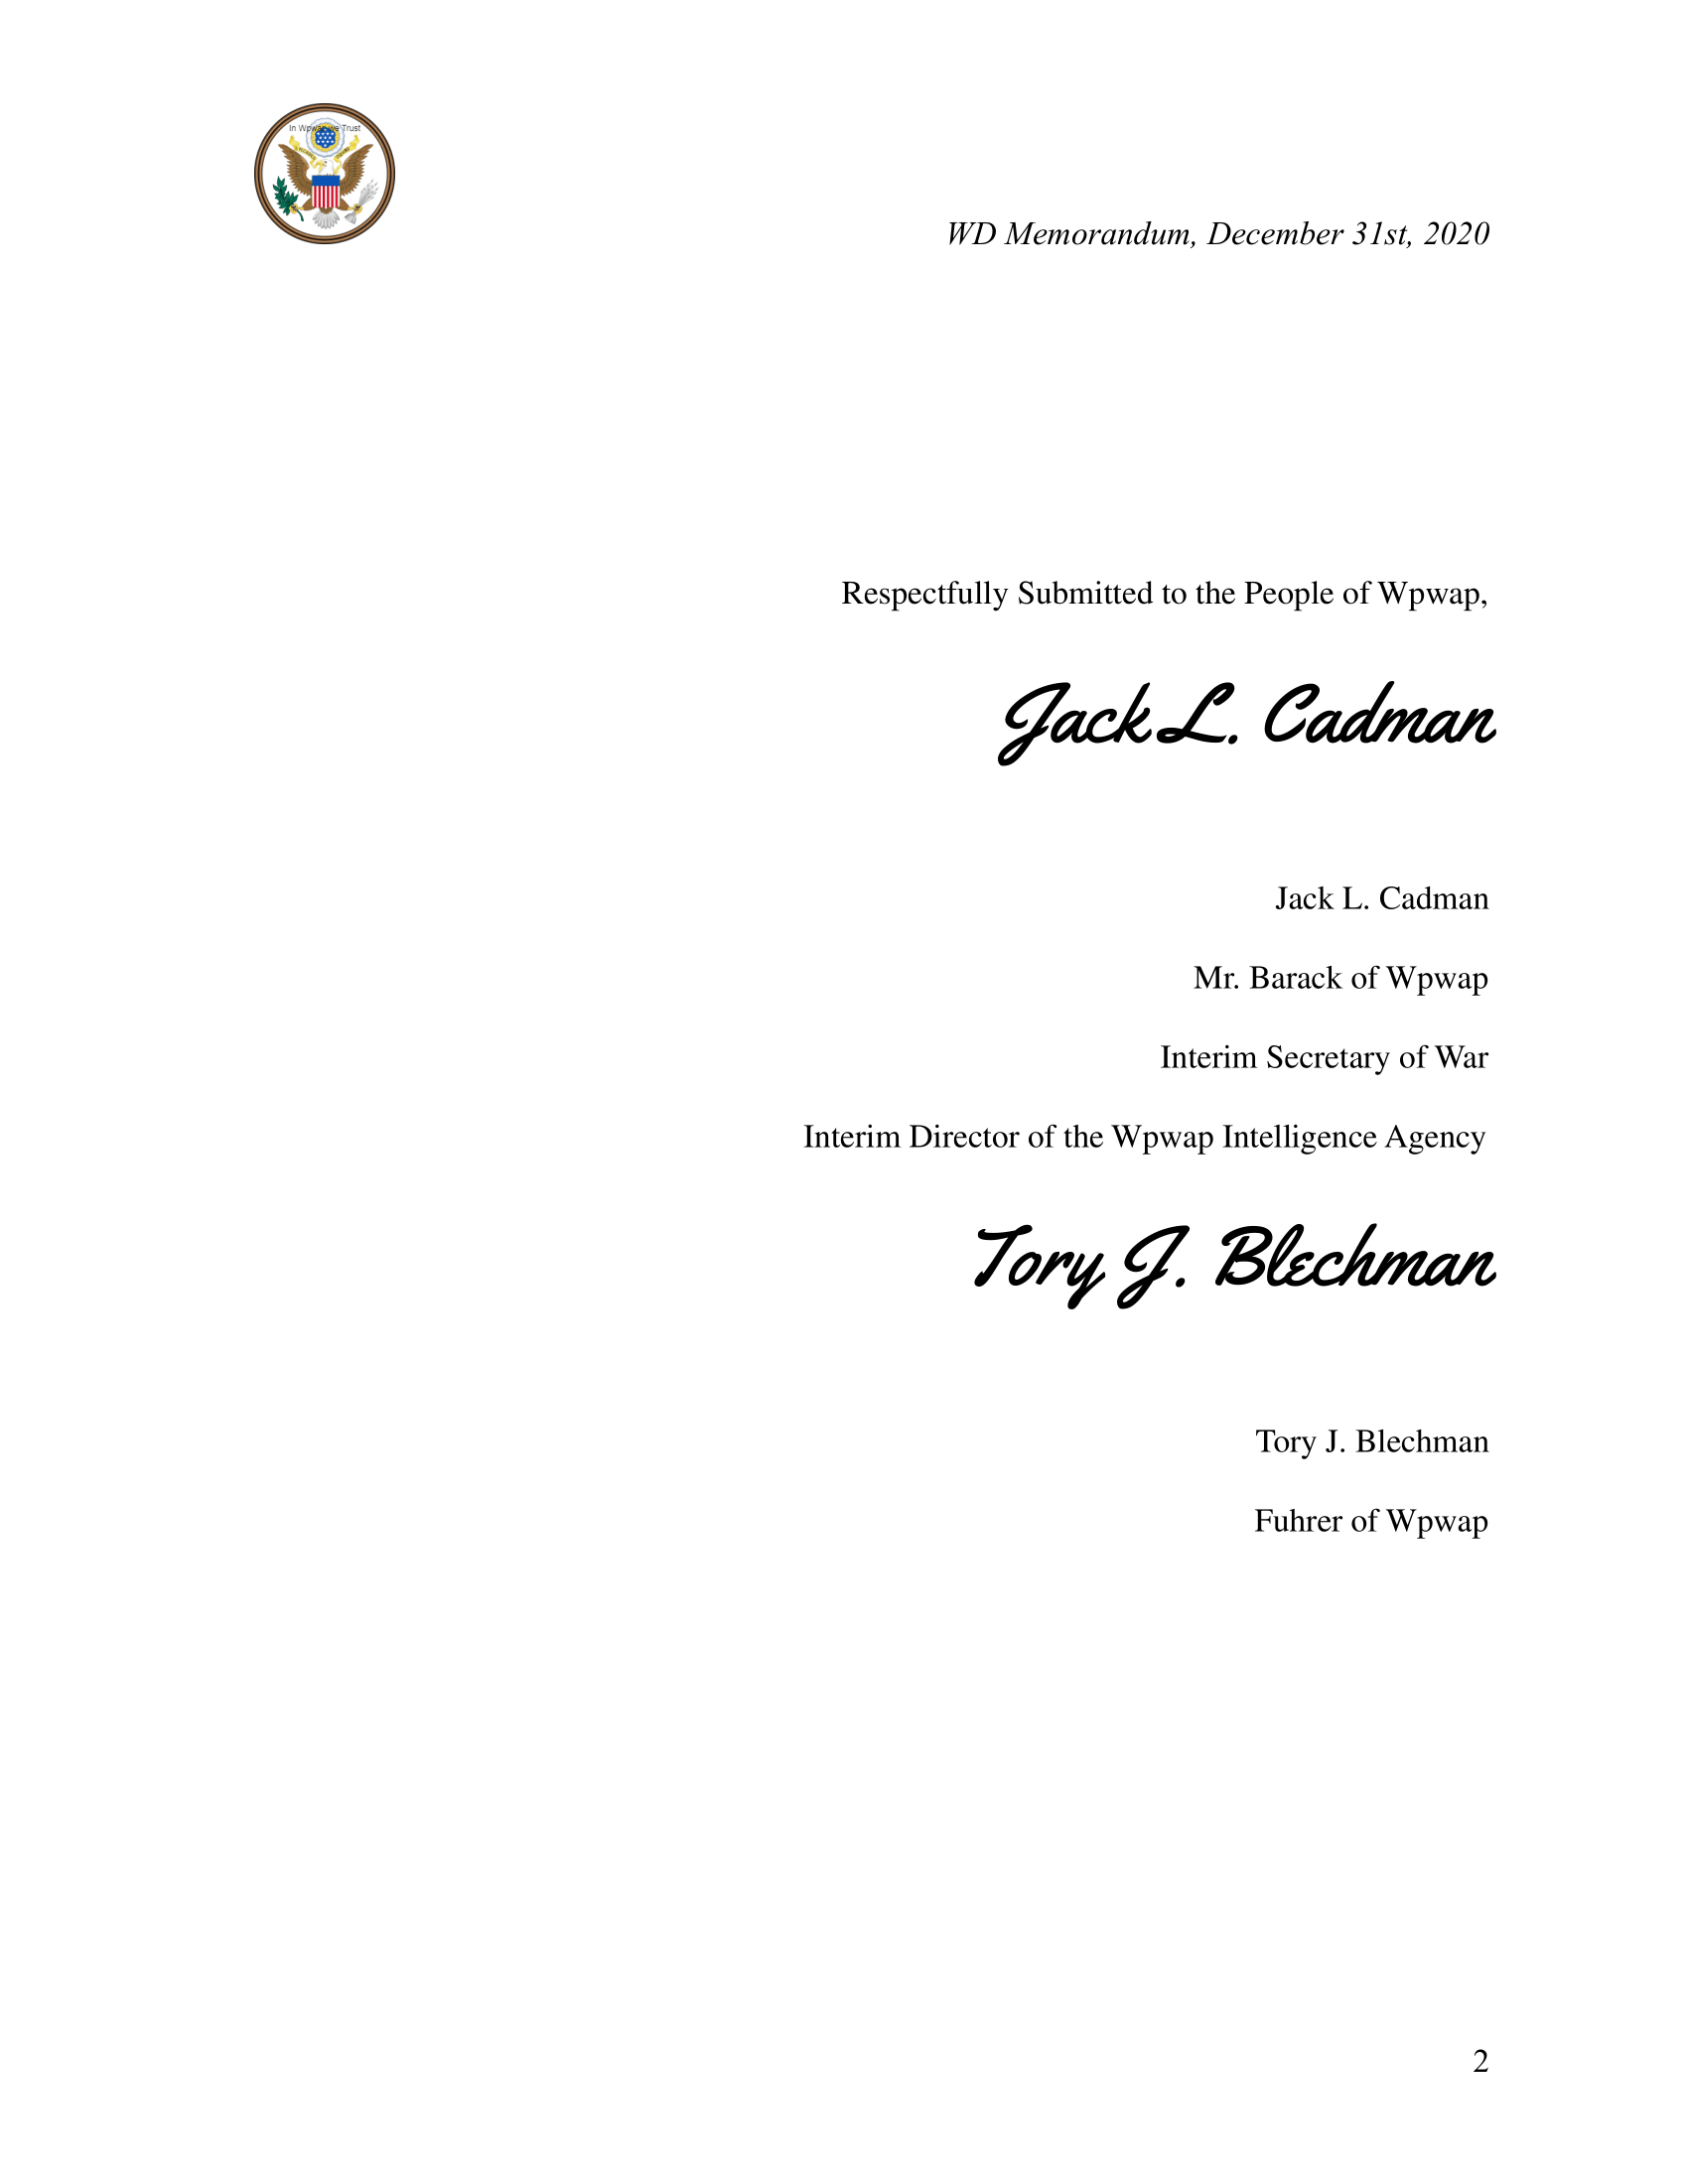 In Wpwap we Trust
WD Memorandum, December 31st, 2020
Respectfully Submitted to the People of Wpwap,
Jack L. Cadman
Jack L. Cadman
Mr. Barack of Wpwap
Interim Secretary of War
Interim Director of the Wpwap Intelligence Agency
Tory J. Blechman
Tory J. Blechman
Fuhrer of Wpwap
2